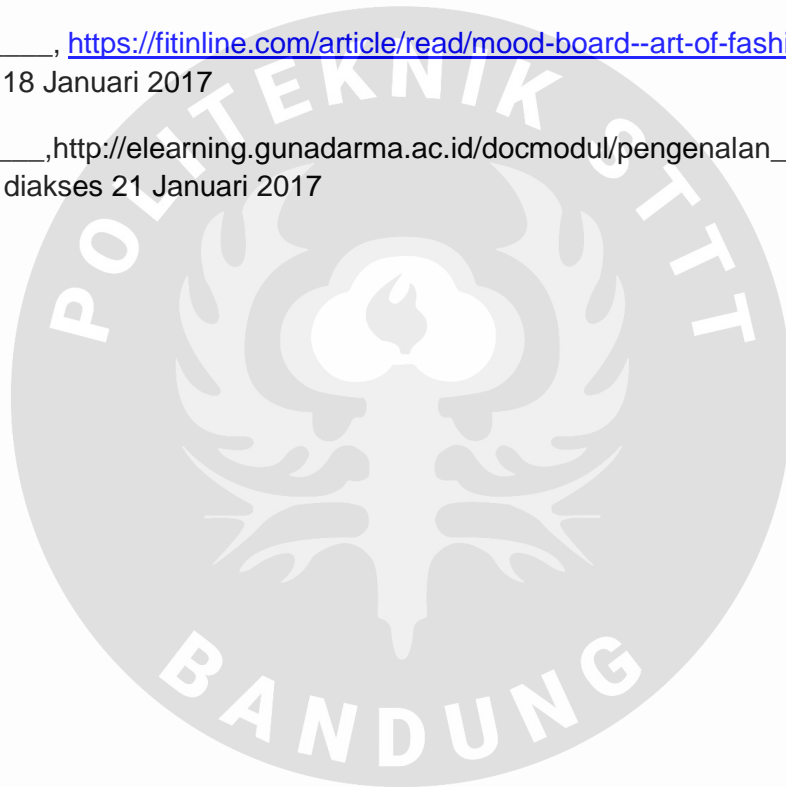 ____, https://fitinline.com/article/read/mood-board--art-of-fashi
18 Januari 2017
___,http://elearning.gunadarma.ac.id/docmodul/pengenalan_
diakses 21 Januari 2017
POLITEKNIK STTT
BANDUNG